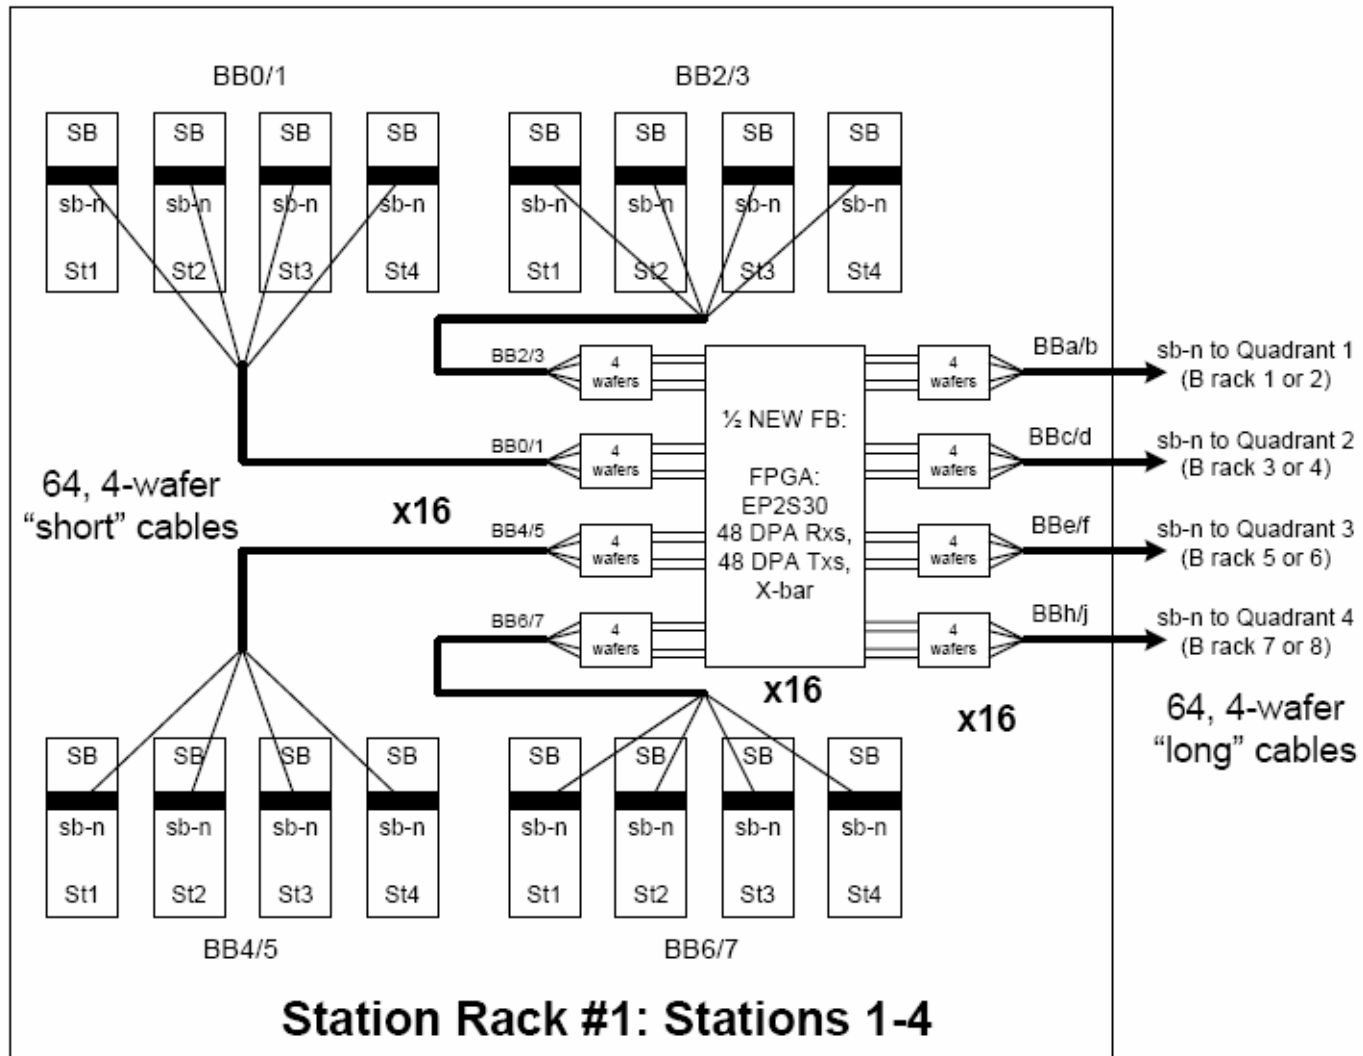 BB0/1
BB2/3
SB SB SB SB SB SB SB SB
sb-n sb-n sb-n sb-n sb-n sb-n sb-n sb-n
St1 St2 St3 St4 St1 St2 St3 St4
BB2/3
4
wafers
BB0/1
4
wafers
BB4/5
4
wafers
BB6/7
4
wafers
64, 4-wafer
“short” cables
x16
½ NEW FB:
FPGA:
EP2S30
48 DPA Rxs,
48 DPA Txs,
X-bar
x16
4
wafers
4
wafers
4
wafers
4
wafers
x16
BBa/b
sb-n to Quadrant 1
(B rack 1 or 2)
BBc/d
sb-n to Quadrant 2
(B rack 3 or 4)
BBe/f
sb-n to Quadrant 3
(B rack 5 or 6)
BBh/j
sb-n to Quadrant 4
(B rack 7 or 8)
64, 4-wafer
“long” cables
SB SB SB SB SB SB SB SB
sb-n sb-n sb-n sb-n sb-n sb-n sb-n sb-n
St1 St2 St3 St4 St1 St2 St3 St4
BB4/5
BB6/7
Station Rack #1: Stations 1-4